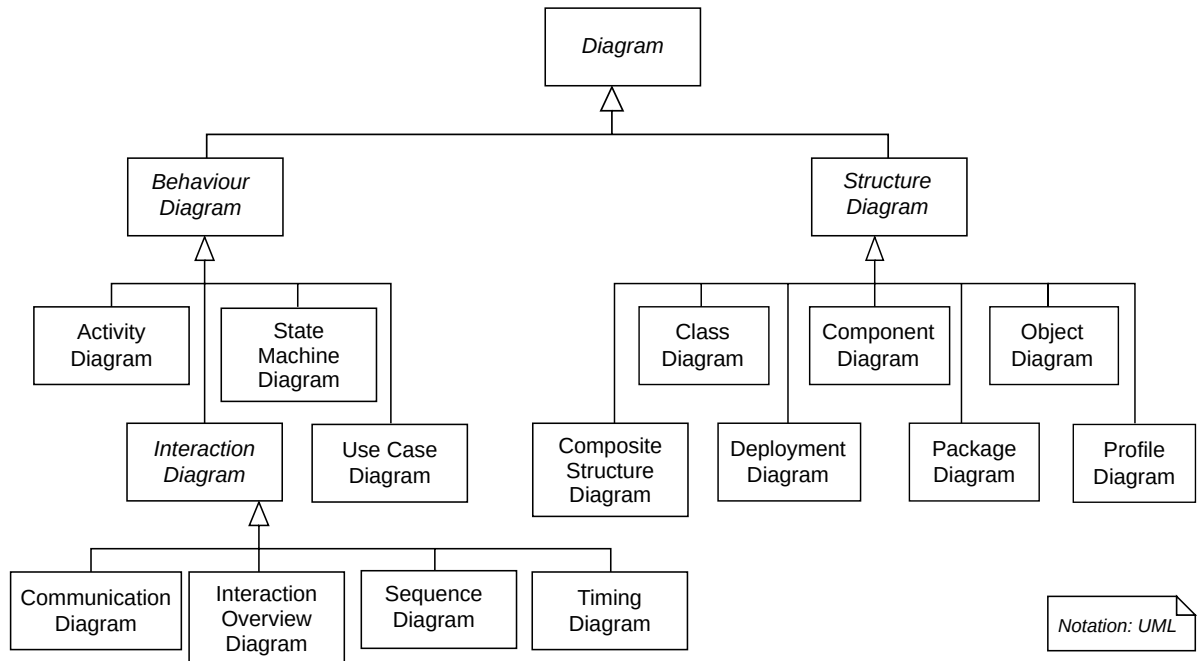 Diagram
Behaviour
Diagram
Structure
Diagram
Activity
Diagram
State
Machine
Diagram
Class
Diagram
Component
Diagram
Object
Diagram
Interaction
Diagram
Use Case
Diagram
Composite
Structure
Diagram
Deployment
Diagram
Package
Diagram
Profile
Diagram
Communication
Diagram
Interaction
Overview
Diagram
Sequence
Diagram
Timing
Diagram
Notation: UML